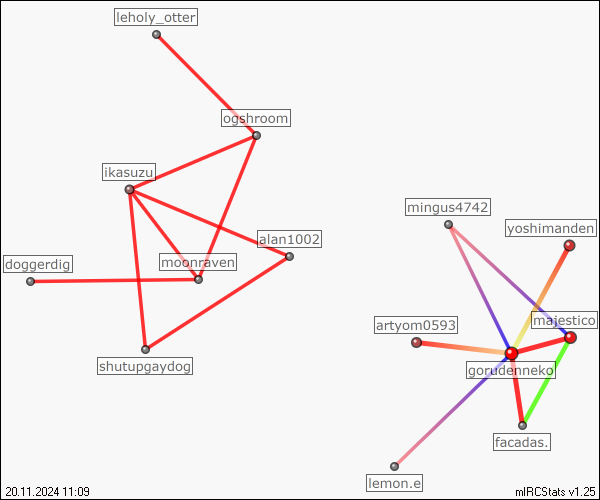 leholy_otter
ogshroom
ikasuzu
mingus4742
yoshimanden
alan1002
doggerdig
moonraven
majestico
artyom0593
gorudenneko
shutupgaydog
facadas.
lemon.e
20.11.2024 11:09
mIRCStats v1.25